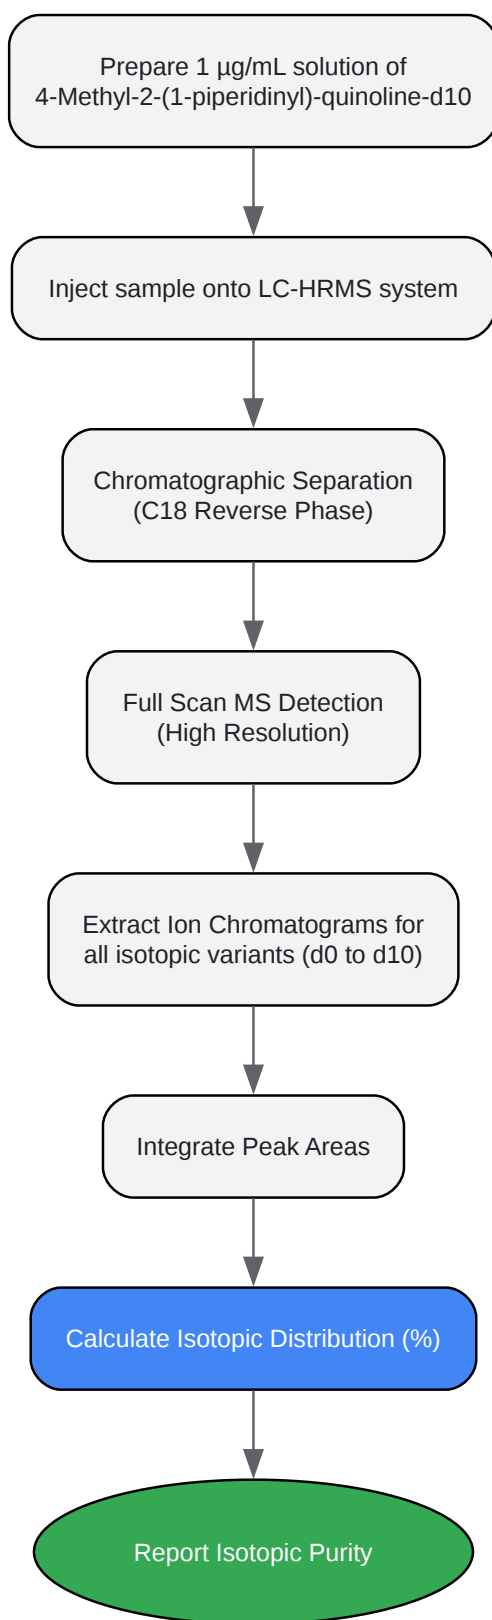 Prepare 1 µg/mL solution of
4-Methyl-2-(1-piperidinyl)-quinoline-d10
Inject sample onto LC-HRMS system
Chromatographic Separation
(C18 Reverse Phase)
Full Scan MS Detection
(High Resolution)
Extract Ion Chromatograms for
all isotopic variants (d0 to d10)
Integrate Peak Areas
Calculate Isotopic Distribution (%)
Report Isotopic Purity